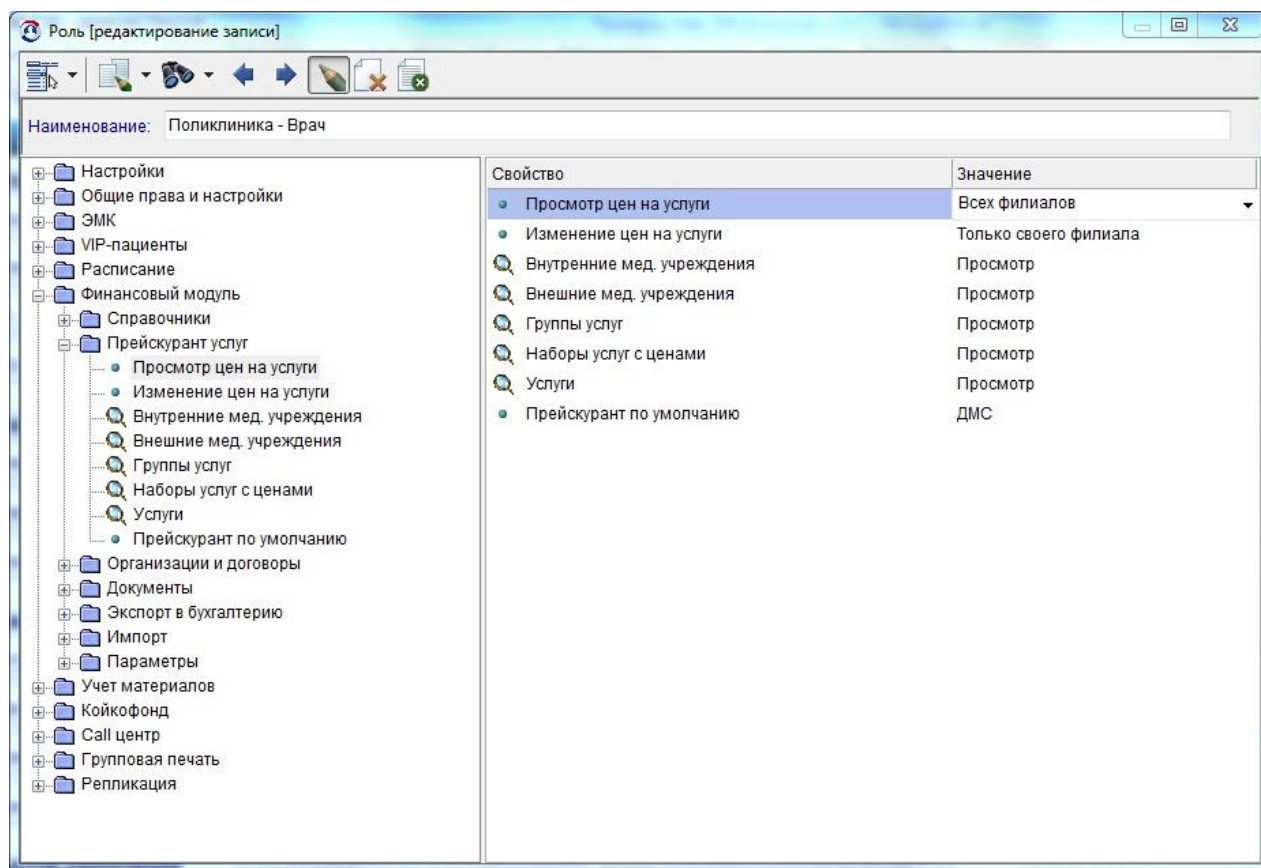 Роль [редактирование записи]
Наименование: Поликлиника - Врач
Настройки
Общие права и настройки
ЭМК
VIP-пациенты
Расписание
Финансовый модуль
Справочники
Прейскурант услуг
Просмотр цен на услуги
Изменение цен на услуги
Внутренние мед. учреждения
Внешние мед. учреждения
Группы услуг
Наборы услуг с ценами
Услуги
Прейскурант по умолчанию
Организации и договоры
Документы
Экспорт в бухгалтерию
Импорт
Параметры
Учет материалов
Койкофонд
Call центр
Групповая печать
Репликация
Свойство Значение
Просмотр цен на услуги Всех филиалов
Изменение цен на услуги Только своего филиала
Внутренние мед. учреждения Просмотр
Внешние мед. учреждения Просмотр
Группы услуг Просмотр
Наборы услуг с ценами Просмотр
Услуги Просмотр
Прейскурант по умолчанию ДМС